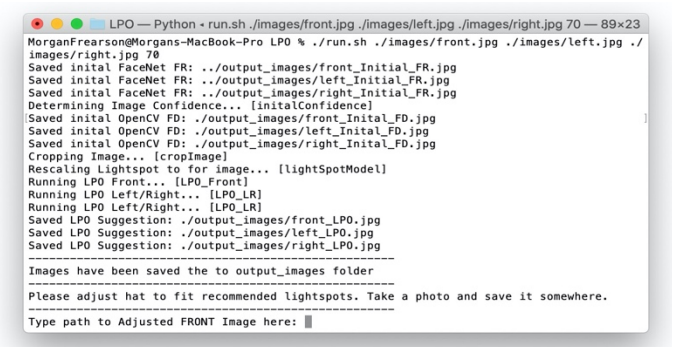 LPO — Python ◂ run.sh ./images/front.jpg ./images/left.jpg ./images/right.jpg 70 — 89×23
MorganFrearson@Morgans-MacBook-Pro LPO % ./run.sh ./images/front.jpg ./images/left.jpg ./
images/right.jpg 70
Saved inital FaceNet FR: ../output_images/front_Initial_FR.jpg
Saved inital FaceNet FR: ./output_images/left_Initial_FR.jpg
Saved inital FaceNet FR: ./output_images/right_Initial_FR.jpg
Determining Image Confidence... [initalConfidence]
[Saved inital OpenCV FD: ./output_images/front_Inital_FD.jpg ]
Saved inital OpenCV FD: ./output_images/left_Inital_FD.jpg
Saved inital OpenCV FD: ./output_images/right_Inital_FD.jpg
Cropping Image... [cropImage]
Rescaling Lightspot to for image... [lightSpotModel]
Running LPO Front... [LPO_Front]
Running LPO Left/Right... [LPO_LR]
Running LPO Left/Right... [LPO_LR]
Saved LPO Suggestion: ./output_images/front_LPO.jpg
Saved LPO Suggestion: ./output_images/left_LPO.jpg
Saved LPO Suggestion: ./output_images/right_LPO.jpg
-----------------------------------------------------
Images have been saved the to output_images folder
-----------------------------------------------------
Please adjust hat to fit recommended lightspots. Take a photo and save it somewhere.
-----------------------------------------------------
Type path to Adjusted FRONT Image here: